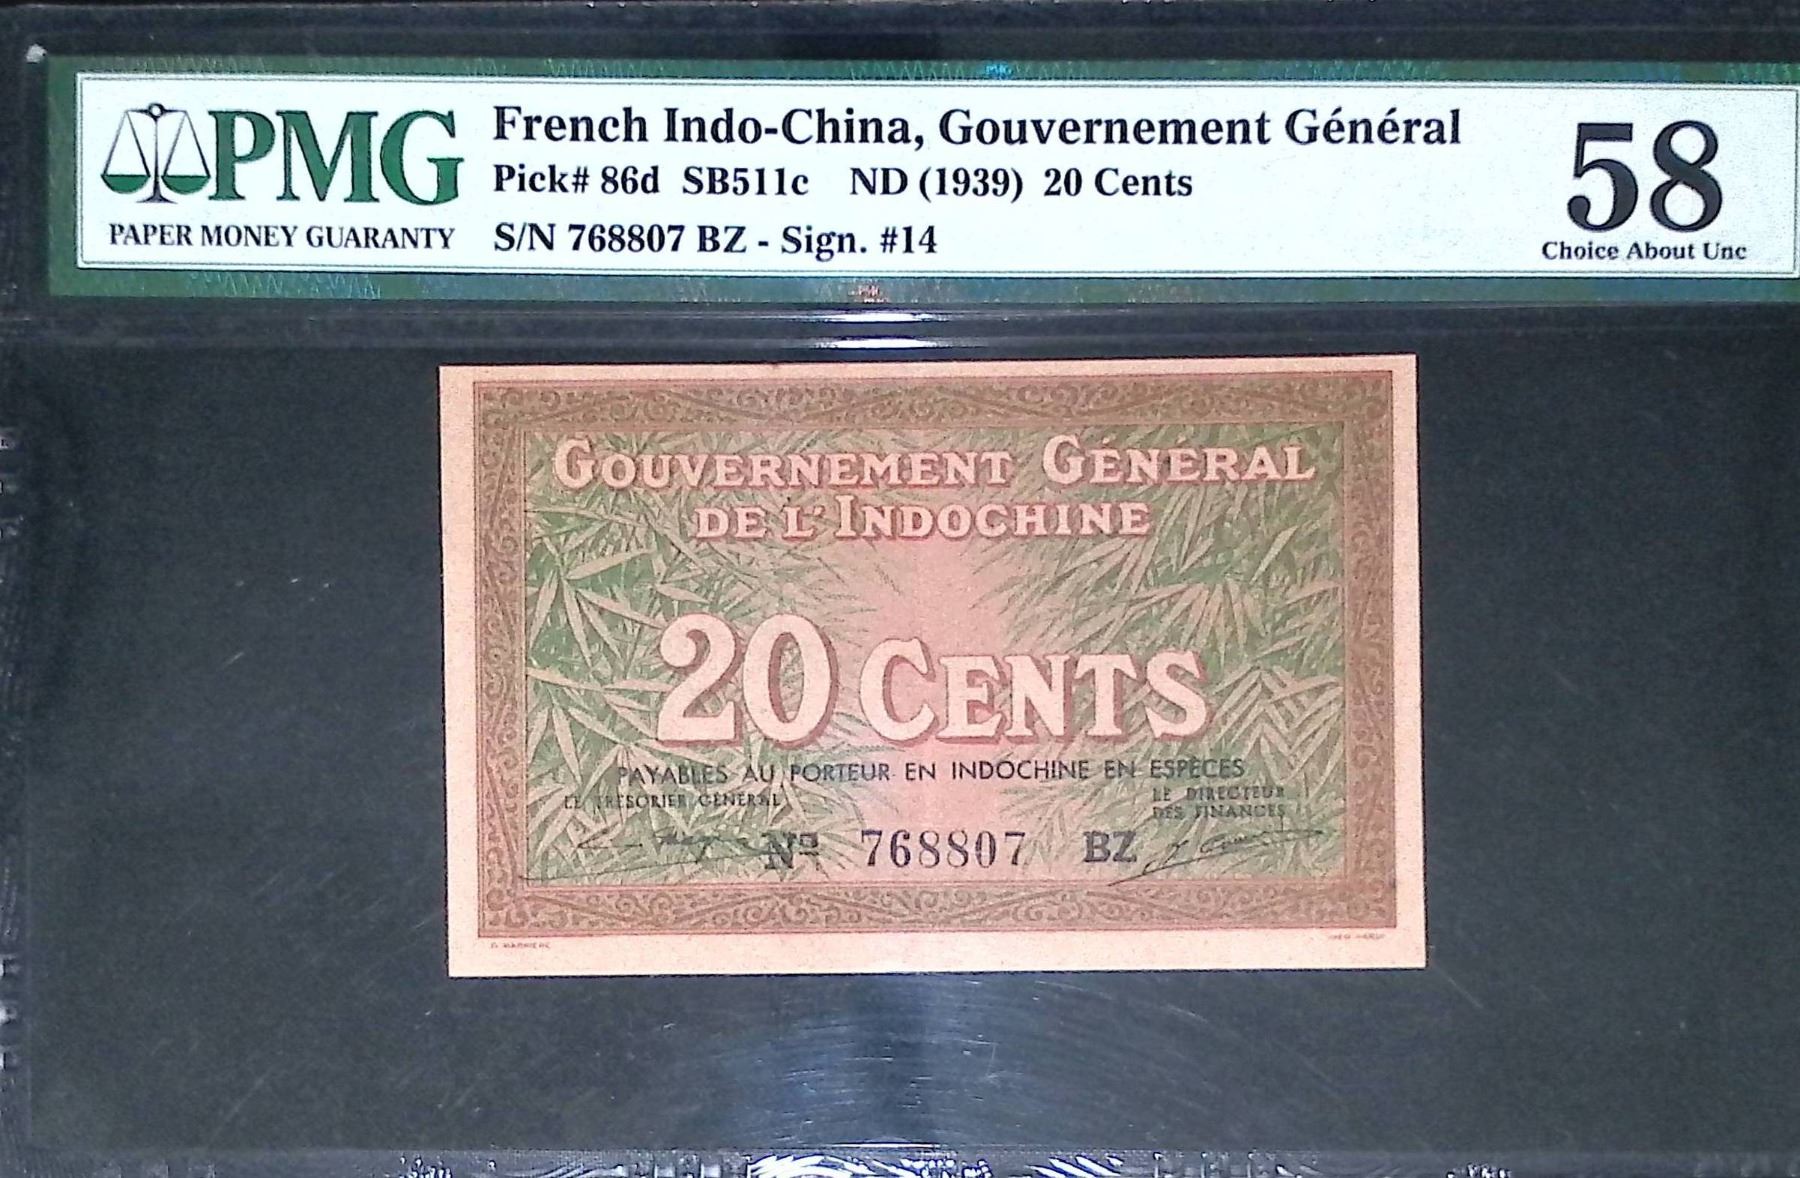 PMG
PAPER MONEY GUARANTY
French Indo-China, Gouvernement Général
Pick# 86d SB511c ND (1939) 20 Cents
S/N 768807 BZ - Sign. #14
58
Choice About Unc
GOUVERNEMENT GÉNÉRAL
DE L'INDOCHINE
20 CENTS
PAYABLES AU PORTEUR EN INDOCHINE EN ESPÈCES
LE TRÉSORIER GÉNÉRAL
LE DIRECTEUR
DES FINANCES
No 768807 BZ